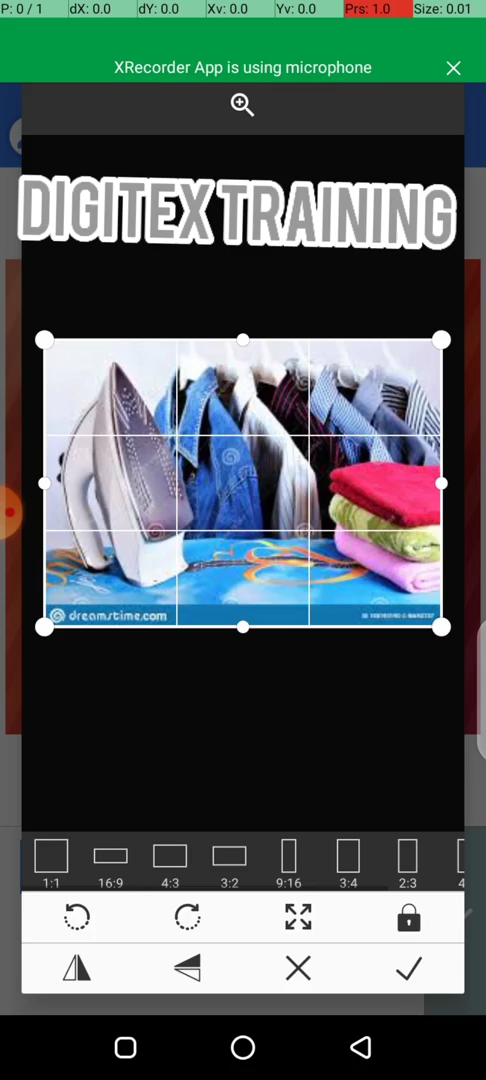 P: 0 / 1 dX: 0.0 dY: 0.0 Xv: 0.0 Yv: 0.0 Prs: 1.0 Size: 0.01
XRecorder App is using microphone
DIGITEX TRAINING
dreamstime.com
1:1 16:9 4:3 3:2 9:16 3:4 2:3